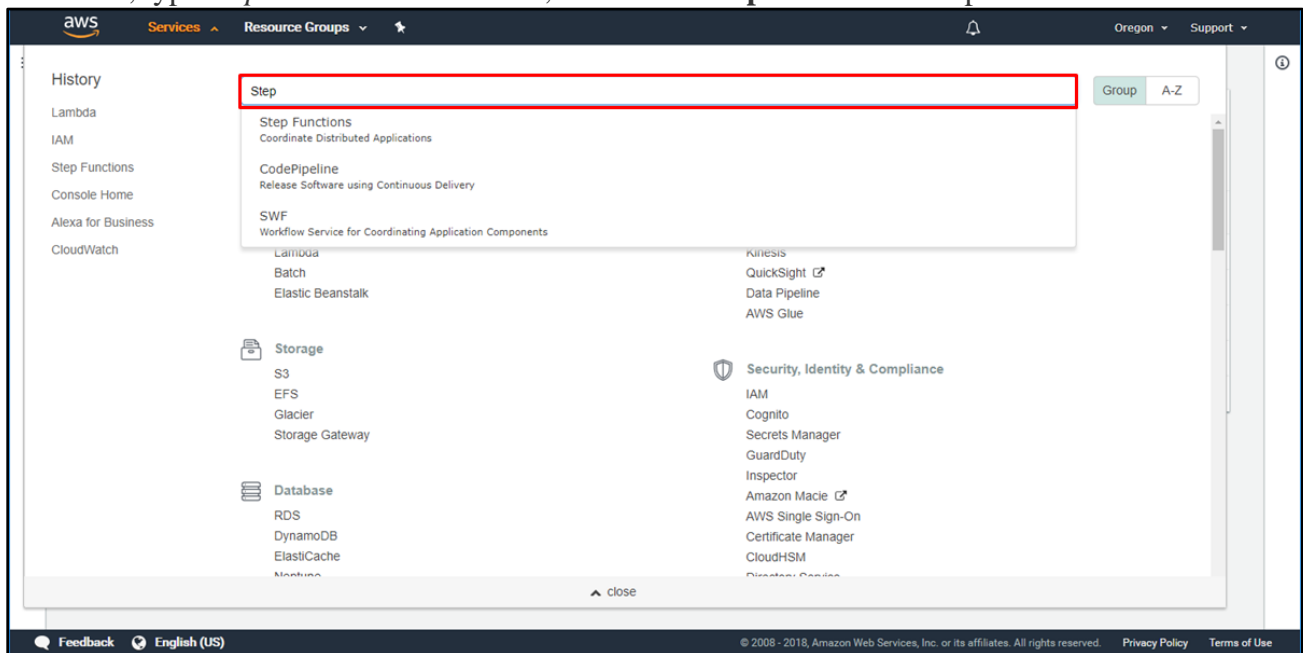 aws Services Resource Groups Oregon Support
History
Step
Group A-Z
Lambda
IAM
Step Functions
Console Home
Alexa for Business
CloudWatch
Step Functions
Coordinate Distributed Applications
CodePipeline
Release Software using Continuous Delivery
SWF
Workflow Service for Coordinating Application Components
Lambda
Batch
Elastic Beanstalk
Storage
S3
EFS
Glacier
Storage Gateway
Database
RDS
DynamoDB
ElastiCache
Neptune
Kinesis
QuickSight
Data Pipeline
AWS Glue
Security, Identity & Compliance
IAM
Cognito
Secrets Manager
GuardDuty
Inspector
Amazon Macie
AWS Single Sign-On
Certificate Manager
CloudHSM
Directory Service
close
Feedback English (US) © 2008 - 2018, Amazon Web Services, Inc. or its affiliates. All rights reserved. Privacy Policy Terms of Use